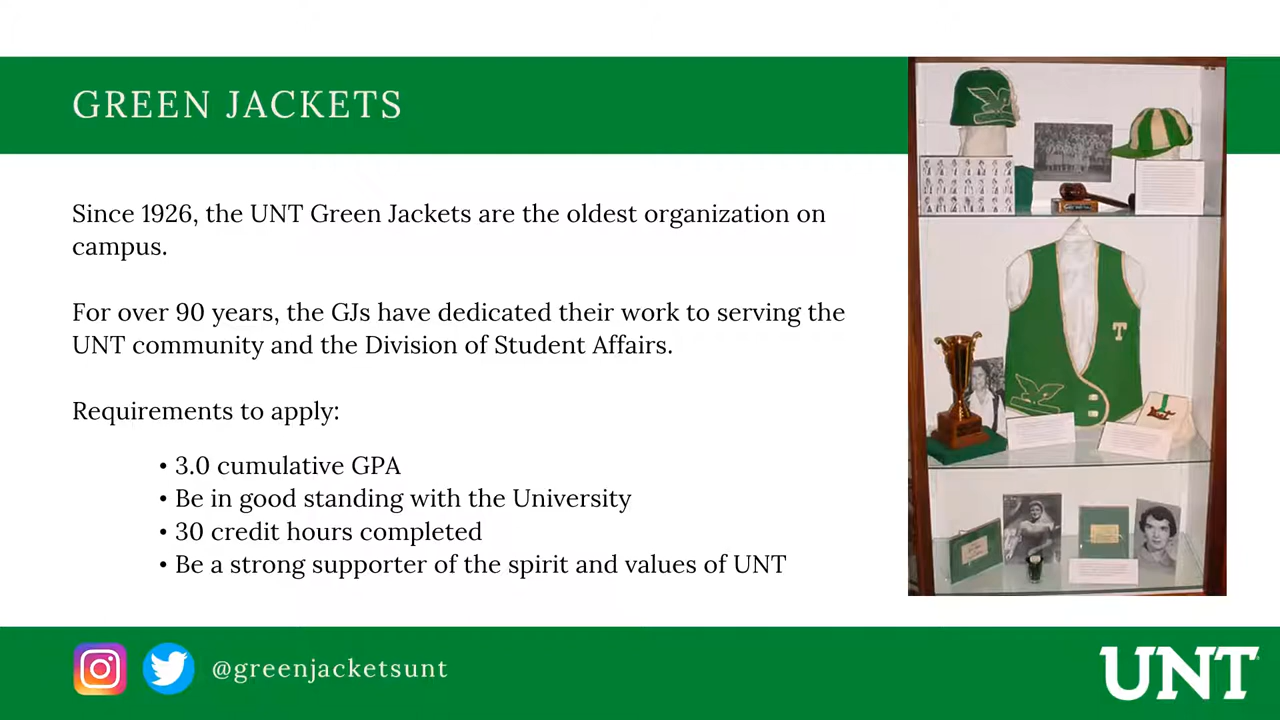 GREEN JACKETS
Since 1926, the UNT Green Jackets are the oldest organization on
campus.
For over 90 years, the GJs have dedicated their work to serving the
UNT community and the Division of Student Affairs.
Requirements to apply:
• 3.0 cumulative GPA
• Be in good standing with the University
• 30 credit hours completed
• Be a strong supporter of the spirit and values of UNT
T
@greenjacketsunt
UNT